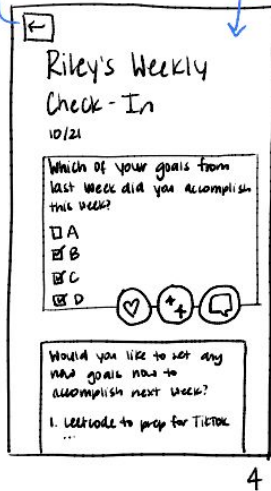 Riley's Weekly
Check-In
10/21
Which of your goals from
last week did you accomplish
this week?
A
B
C
D
Would you like to set any
new goals now to
accomplish next week?
1. Leetcode to prep for TikTok
...
4